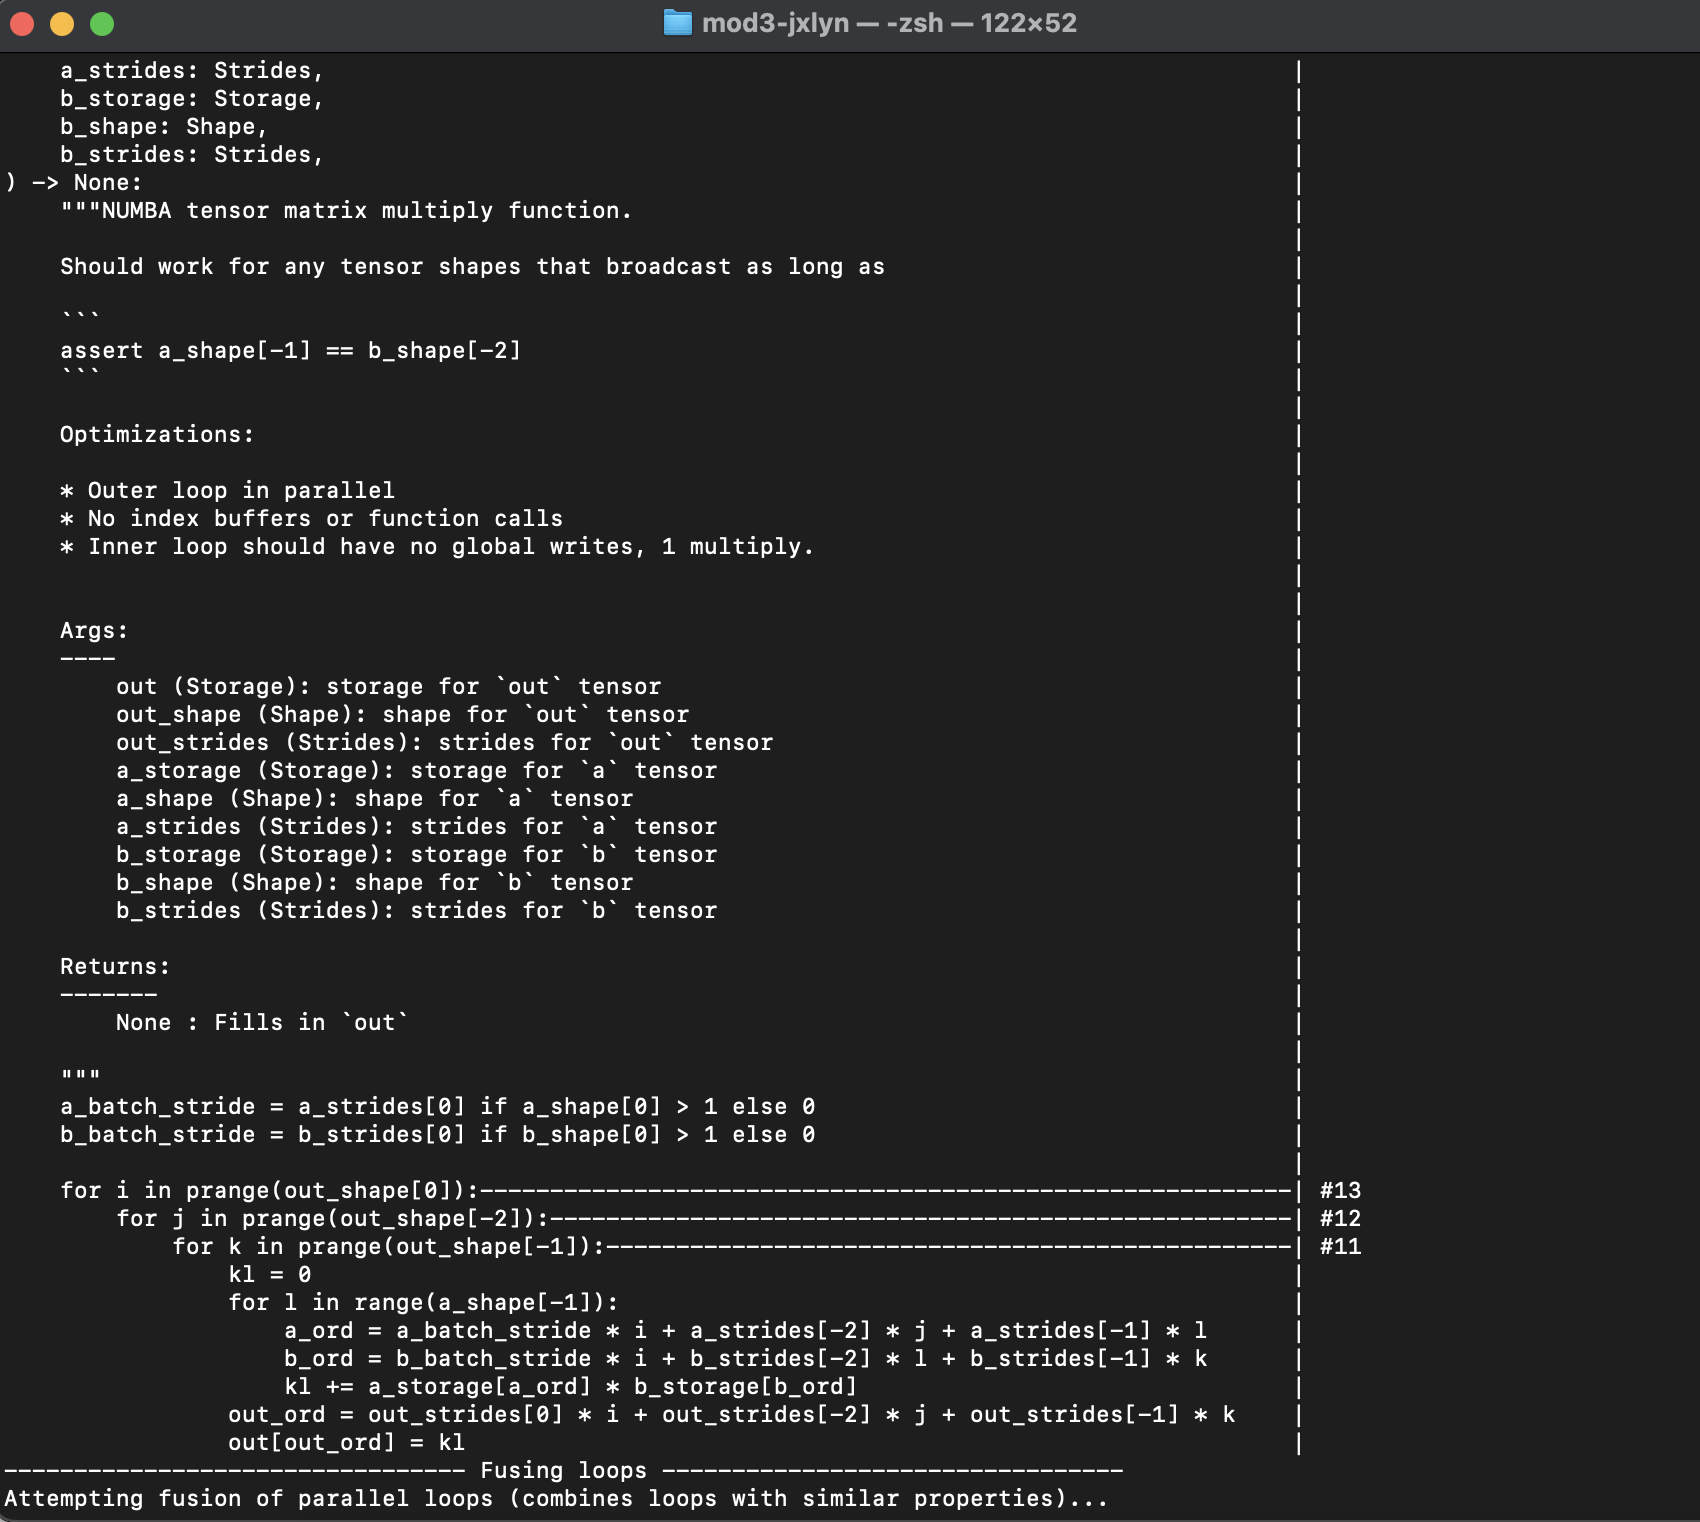 mod3-jxlyn — -zsh — 122×52
    a_strides: Strides,                                                                     |
    b_storage: Storage,                                                                     |
    b_shape: Shape,                                                                         |
    b_strides: Strides,                                                                     |
) -> None:                                                                                  |
    """NUMBA tensor matrix multiply function.                                               |
                                                                                            |
    Should work for any tensor shapes that broadcast as long as                             |
                                                                                            |
    ```                                                                                     |
    assert a_shape[-1] == b_shape[-2]                                                       |
    ```                                                                                     |
                                                                                            |
    Optimizations:                                                                          |
                                                                                            |
    * Outer loop in parallel                                                                |
    * No index buffers or function calls                                                    |
    * Inner loop should have no global writes, 1 multiply.                                  |
                                                                                            |
                                                                                            |
    Args:                                                                                   |
    ----                                                                                    |
        out (Storage): storage for `out` tensor                                             |
        out_shape (Shape): shape for `out` tensor                                           |
        out_strides (Strides): strides for `out` tensor                                     |
        a_storage (Storage): storage for `a` tensor                                         |
        a_shape (Shape): shape for `a` tensor                                               |
        a_strides (Strides): strides for `a` tensor                                         |
        b_storage (Storage): storage for `b` tensor                                         |
        b_shape (Shape): shape for `b` tensor                                               |
        b_strides (Strides): strides for `b` tensor                                         |
                                                                                            |
    Returns:                                                                                |
    -------                                                                                 |
        None : Fills in `out`                                                               |
                                                                                            |
    """                                                                                     |
    a_batch_stride = a_strides[0] if a_shape[0] > 1 else 0                                  |
    b_batch_stride = b_strides[0] if b_shape[0] > 1 else 0                                  |
                                                                                            |
    for i in prange(out_shape[0]):----------------------------------------------------------| #13
        for j in prange(out_shape[-2]):-----------------------------------------------------| #12
            for k in prange(out_shape[-1]):-------------------------------------------------| #11
                kl = 0                                                                      |
                for l in range(a_shape[-1]):                                                |
                    a_ord = a_batch_stride * i + a_strides[-2] * j + a_strides[-1] * l      |
                    b_ord = b_batch_stride * i + b_strides[-2] * l + b_strides[-1] * k      |
                    kl += a_storage[a_ord] * b_storage[b_ord]                               |
                out_ord = out_strides[0] * i + out_strides[-2] * j + out_strides[-1] * k    |
                out[out_ord] = kl                                                           |
--------------------------------- Fusing loops ---------------------------------
Attempting fusion of parallel loops (combines loops with similar properties)...